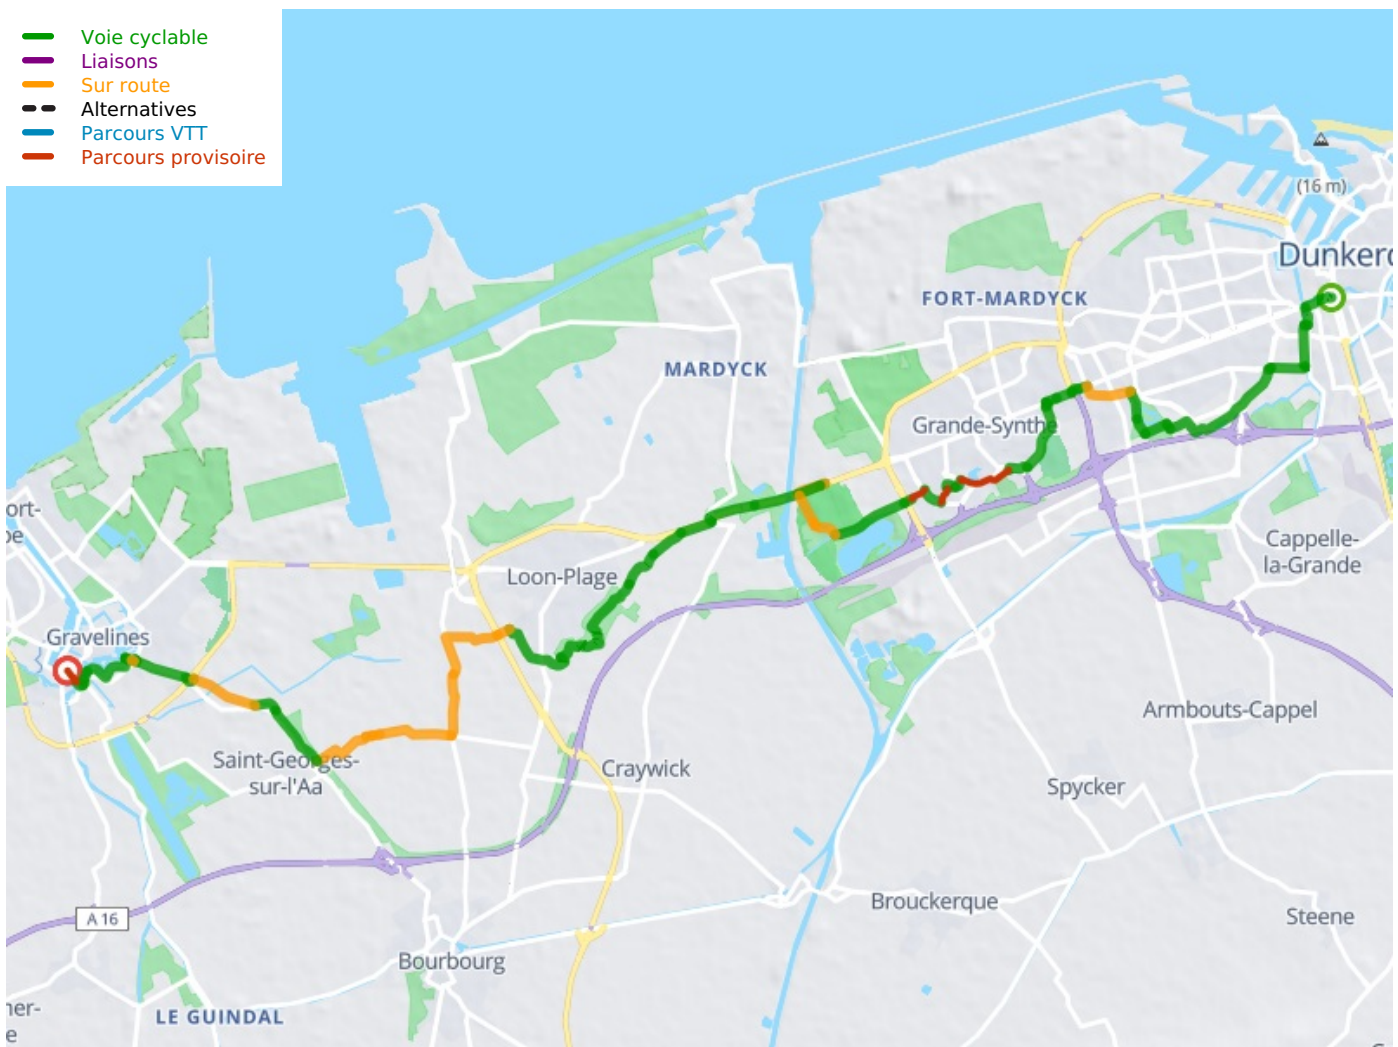 Voie cyclable
Liaisons
Sur route
Alternatives
Parcours VTT
Parcours provisoire
(16 m)
Dunkerq
FORT-MARDYCK
MARDYCK
Grande-Synthe
ort-
Cappelle-
la-Grande
Loon-Plage
Gravelines
Armbouts-Cappel
Saint-Georges-
sur-l'Aa
Craywick
Spycker
Brouckerque
A 16
Steene
Bourbourg
LE GUINDAL